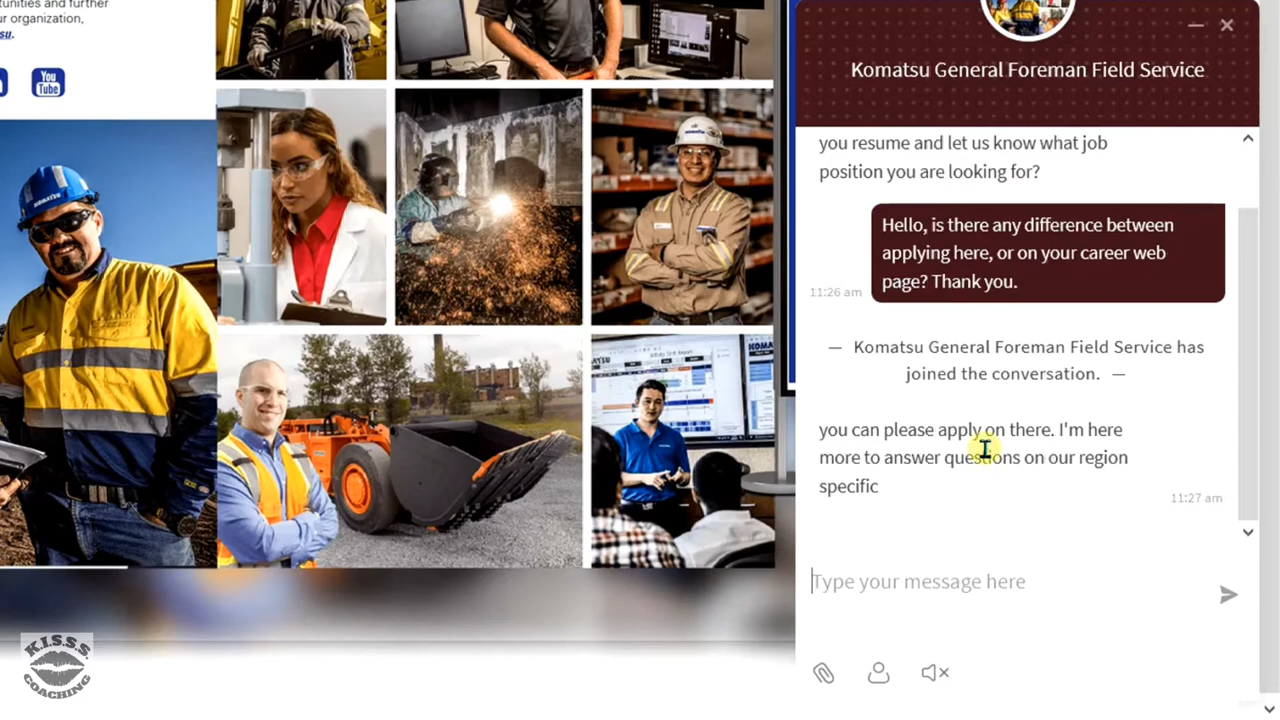 rtunities and further
ur organization,
su.
You
Tube
KOMATSU
Komatsu General Foreman Field Service
you resume and let us know what job
position you are looking for?
Hello, is there any difference between
applying here, or on your career web
page? Thank you.
11:26 am
— Komatsu General Foreman Field Service has
joined the conversation. —
you can please apply on there. I'm here
more to answer questions on our region
specific
11:27 am
Type your message here
K.I.S.S.
COACHING